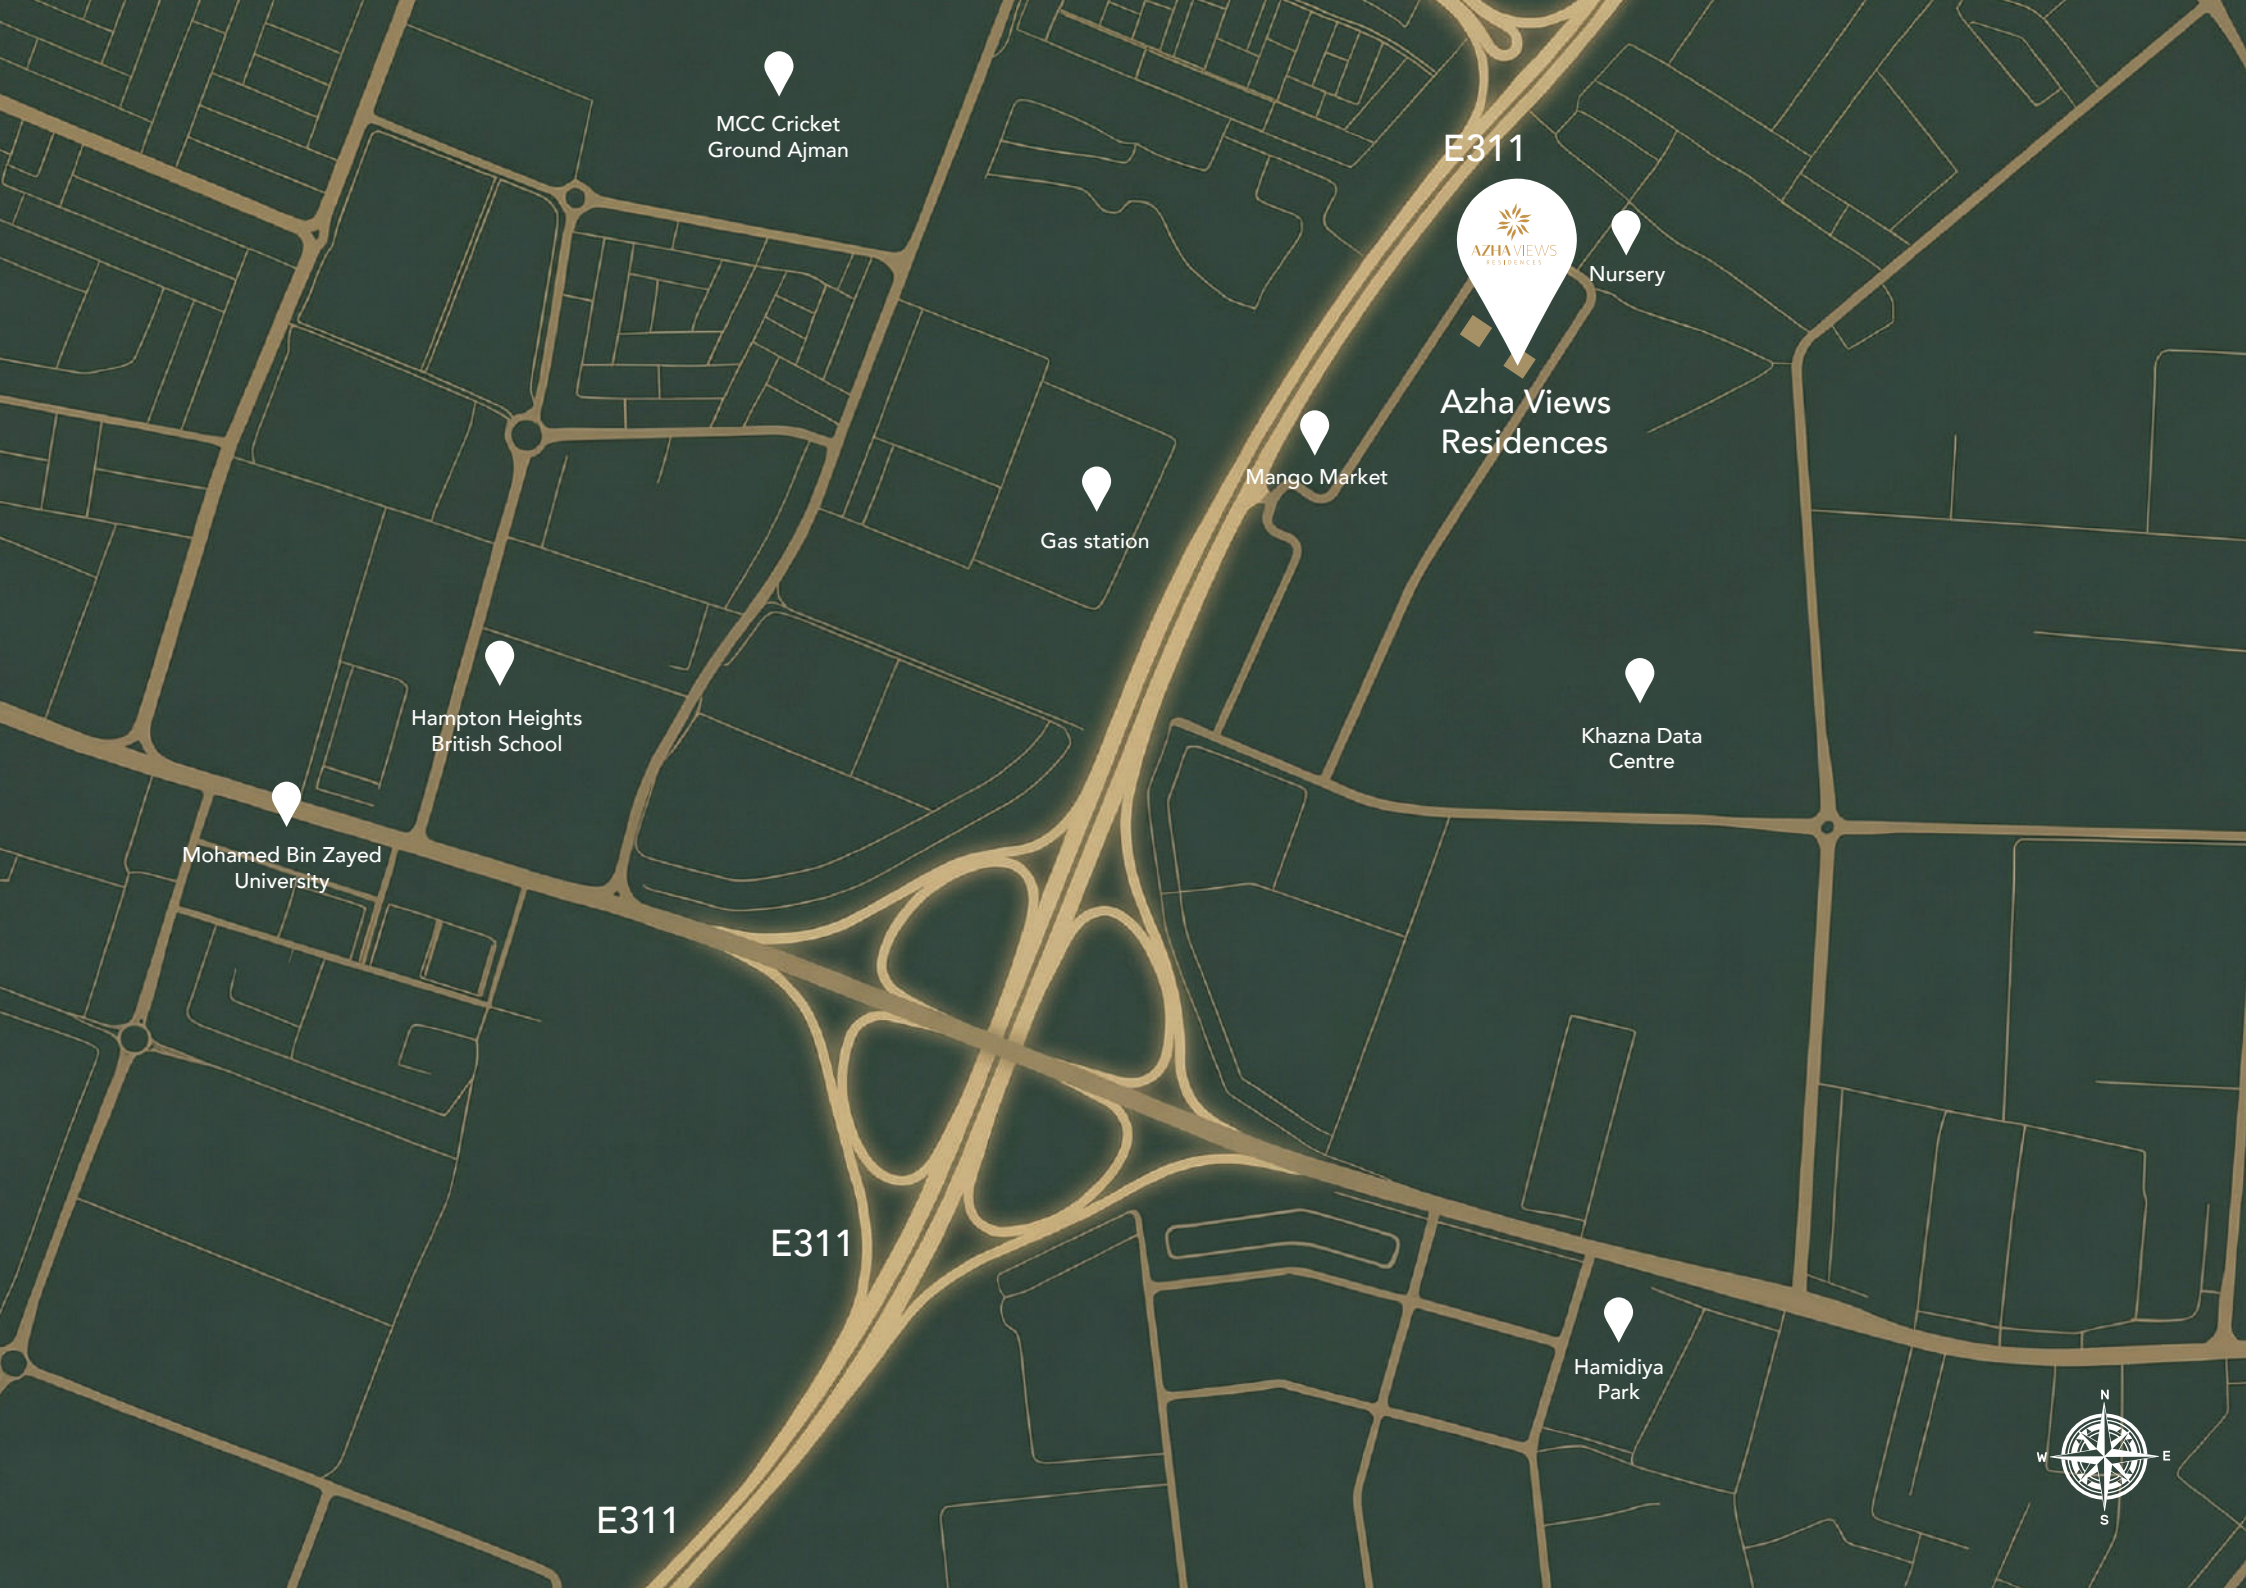 MCC Cricket
Ground Ajman
E311
AZHA VIEWS
RESIDENCES
Nursery
Azha Views
Residences
Mango Market
Gas station
Hampton Heights
British School
Khazna Data
Centre
Mohamed Bin Zayed
University
E311
Hamidiya
Park
N
W
E
S
E311